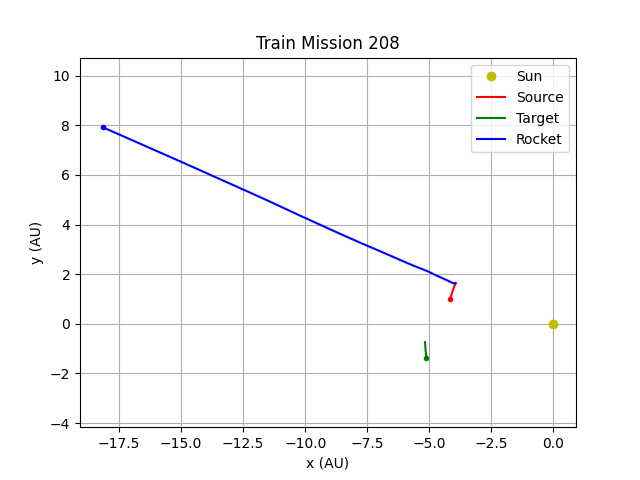 Train Mission 208
Sun
Source
Target
Rocket
y (AU)
10
8
6
4
2
0
−2
−4
−17.5 −15.0 −12.5 −10.0 −7.5 −5.0 −2.5 0.0
x (AU)